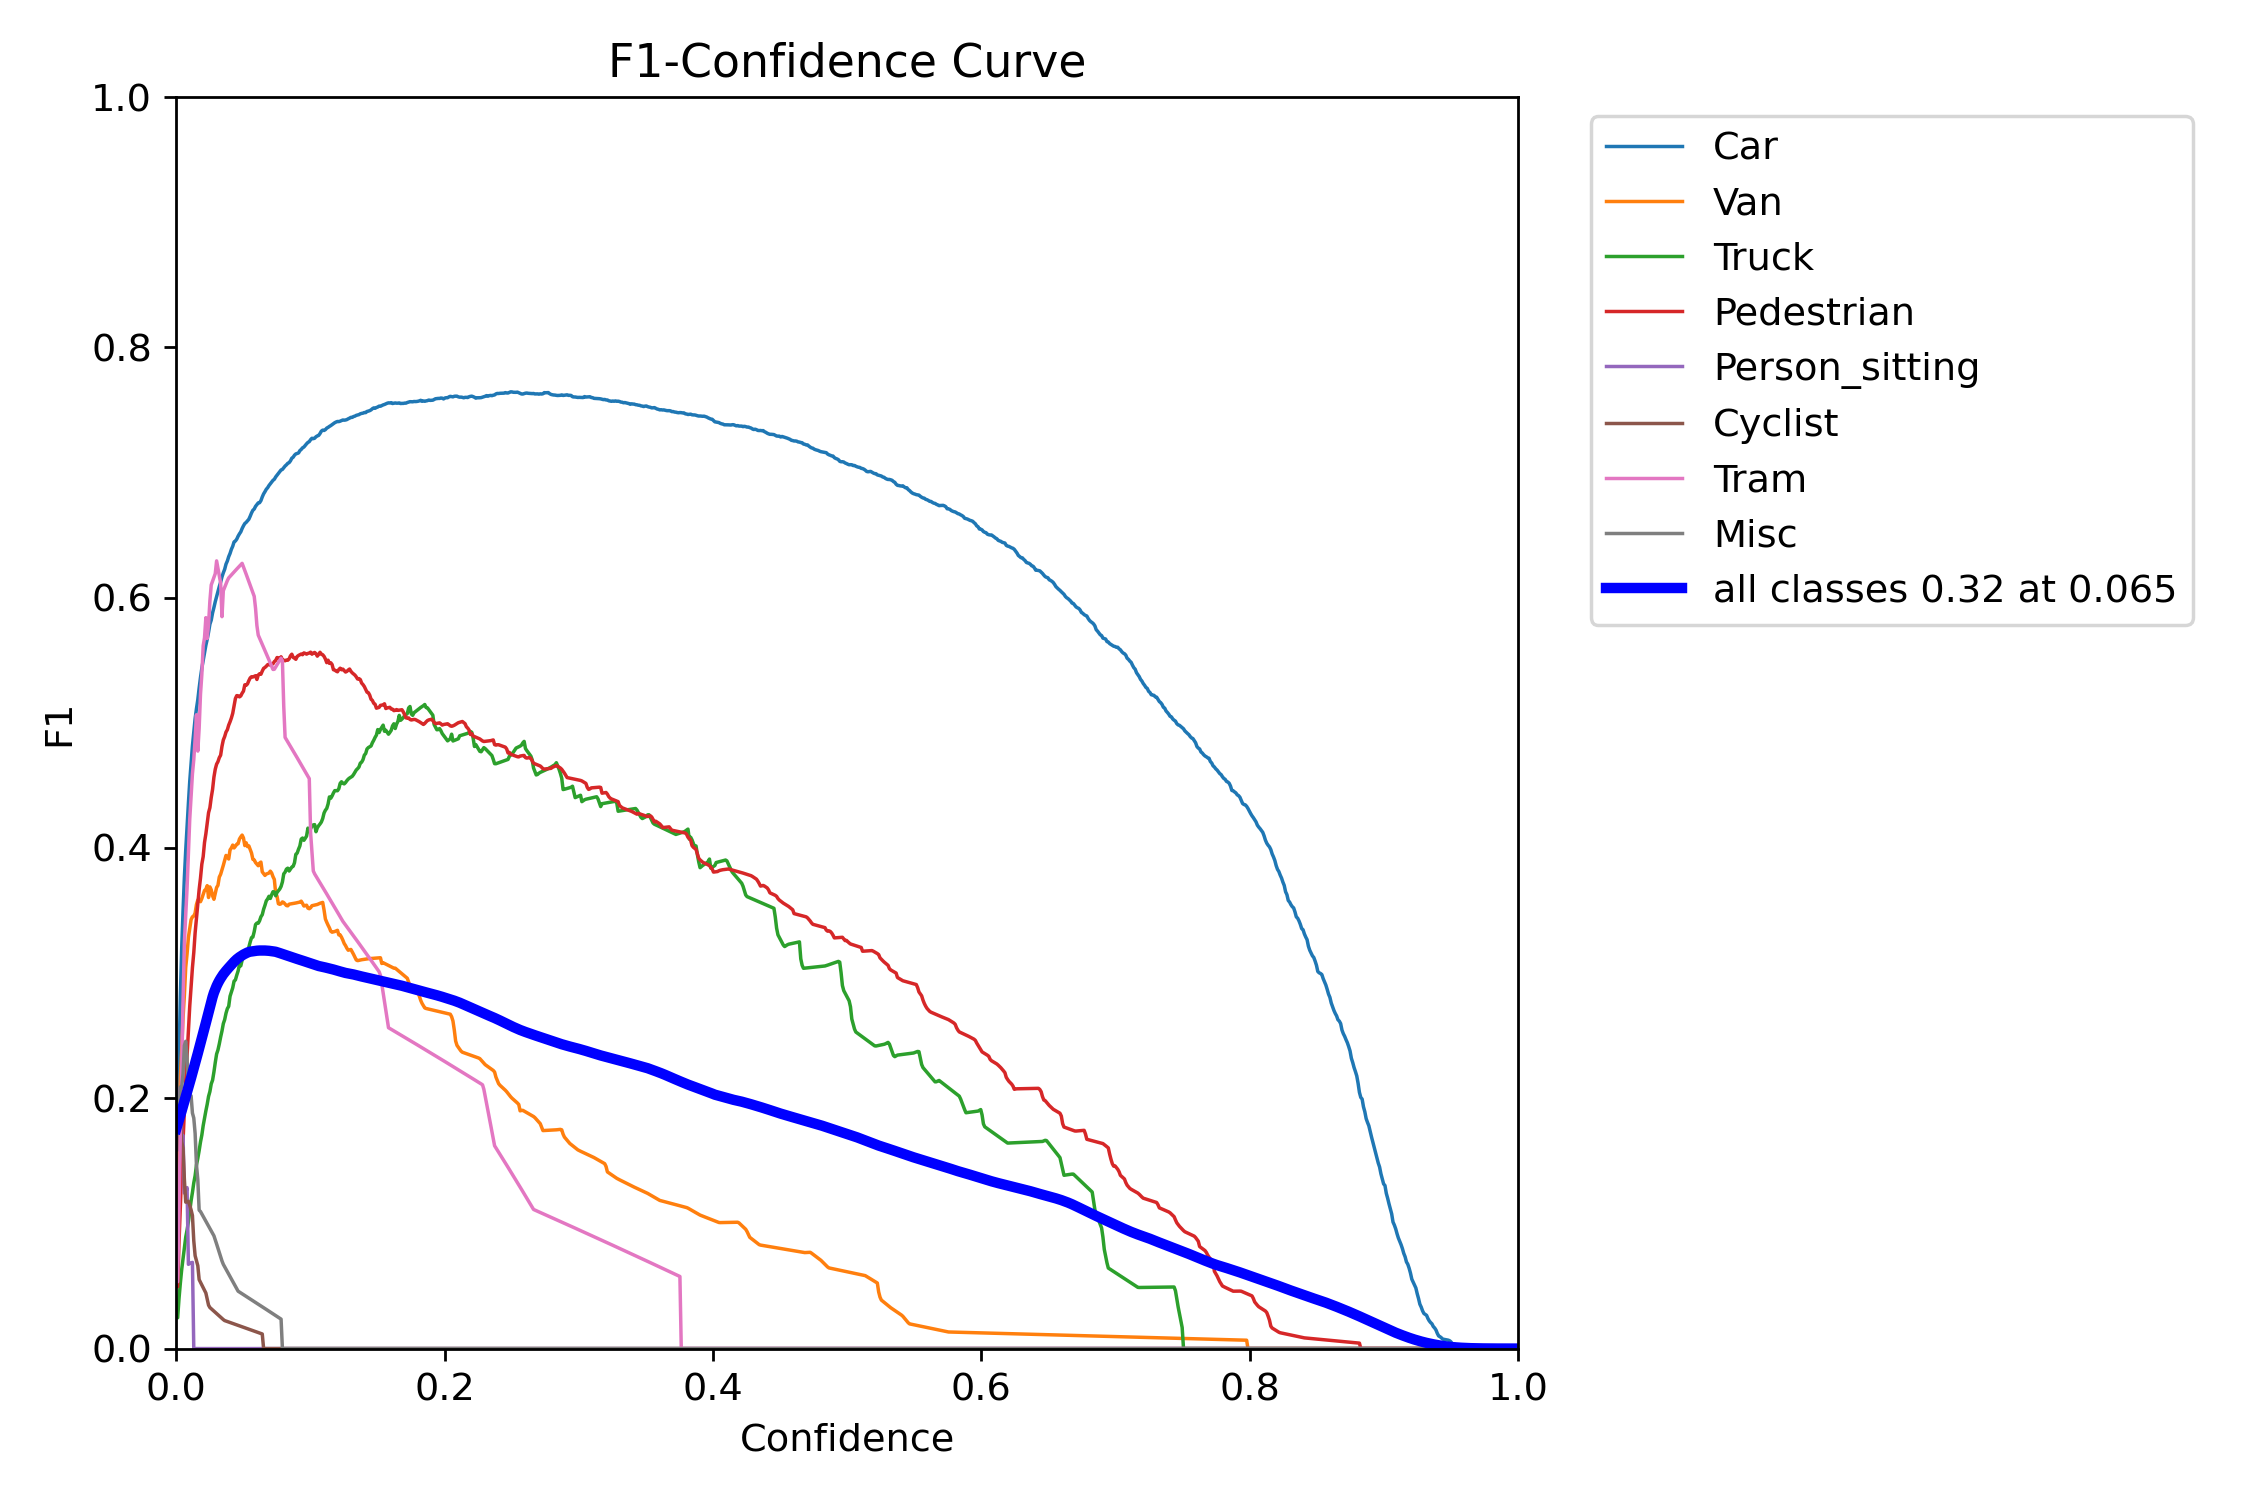 F1-Confidence Curve
1.0
0.8
0.6
0.4
0.2
0.0
F1
0.0 0.2 0.4 0.6 0.8 1.0
Confidence
Car
Van
Truck
Pedestrian
Person_sitting
Cyclist
Tram
Misc
all classes 0.32 at 0.065